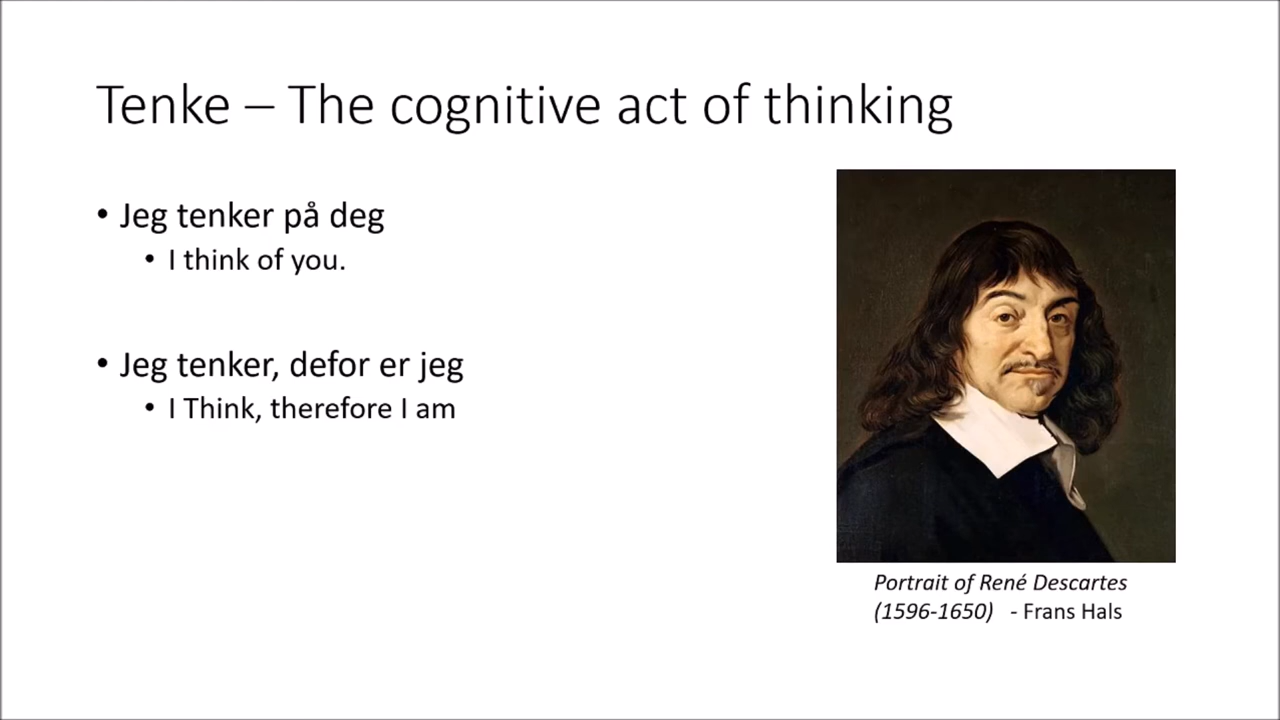 Tenke – The cognitive act of thinking
• Jeg tenker på deg
• I think of you.
• Jeg tenker, defor er jeg
• I Think, therefore I am
Portrait of René Descartes
(1596-1650) - Frans Hals